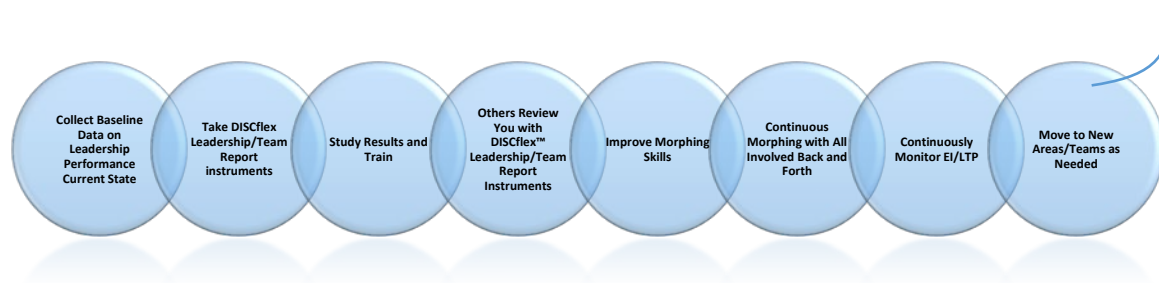 Collect Baseline
Data on
Leadership
Performance
Current State
Take DISCflex
Leadership/Team
Report
instruments
Study Results and
Train
Others Review
You with
DISCflex™
Leadership/Team
Report
Instruments
Improve Morphing
Skills
Continuous
Morphing with All
Involved Back and
Forth
Continuously
Monitor EI/LTP
Move to New
Areas/Teams as
Needed